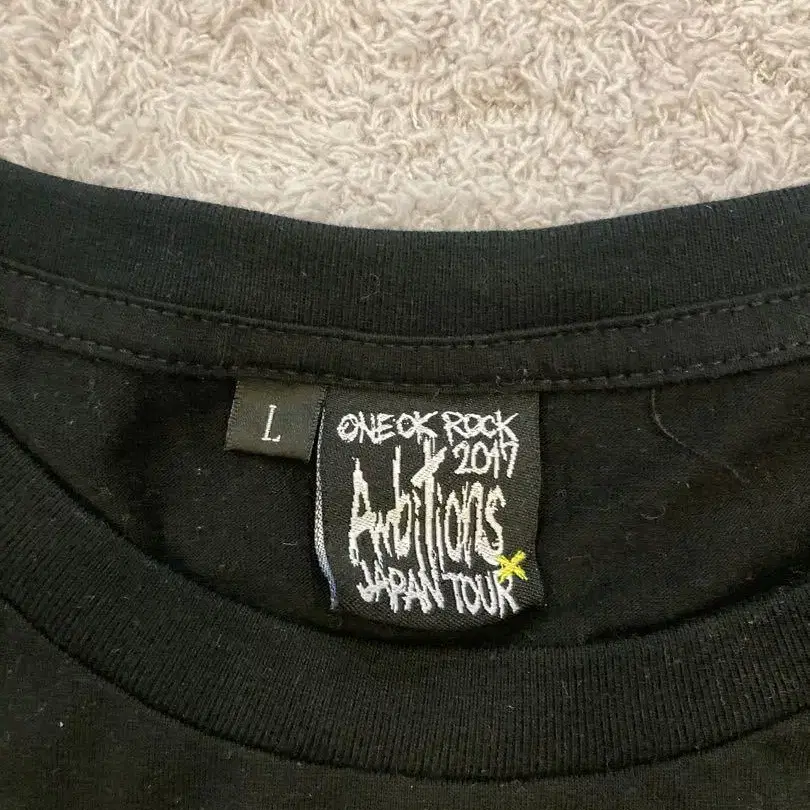 L
ONE OK ROCK
2017
Ambitions
JAPAN TOUR